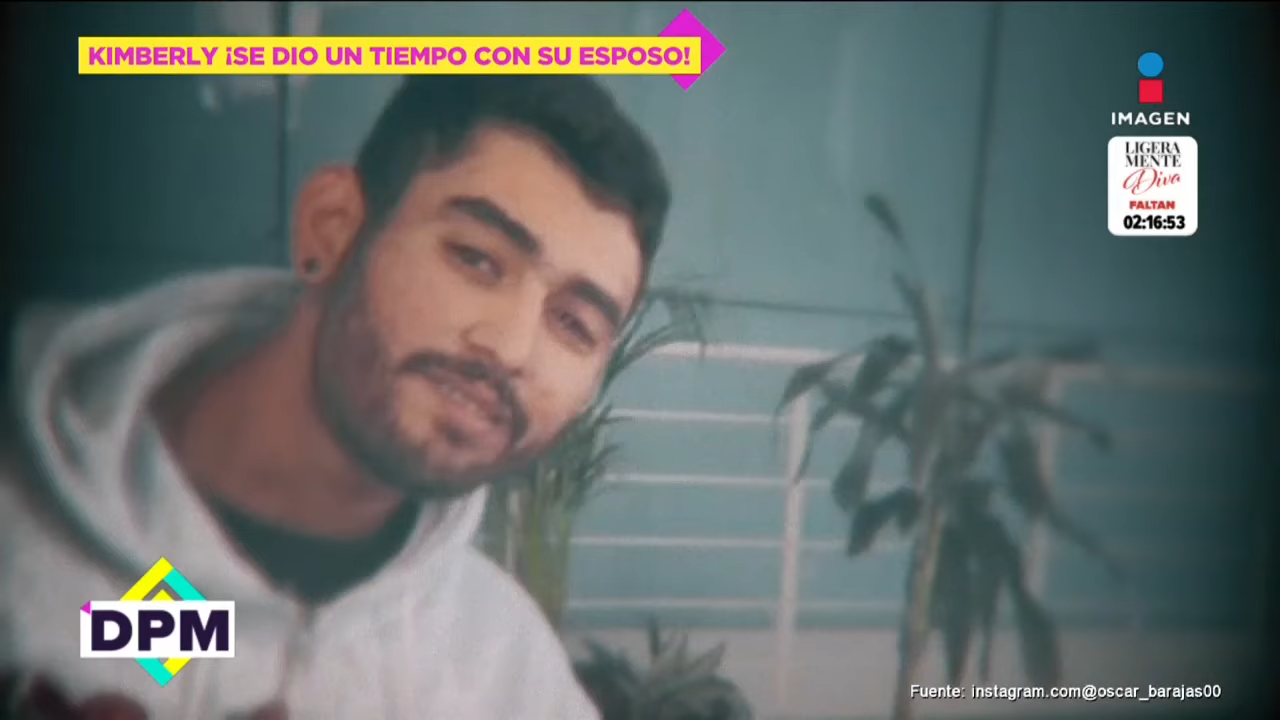 KIMBERLY ¡SE DIO UN TIEMPO CON SU ESPOSO!
IMAGEN
LIGERA
MENTE
Diva
FALTAN
02:16:53
DPM
Fuente: instagram.com@oscar_barajas00